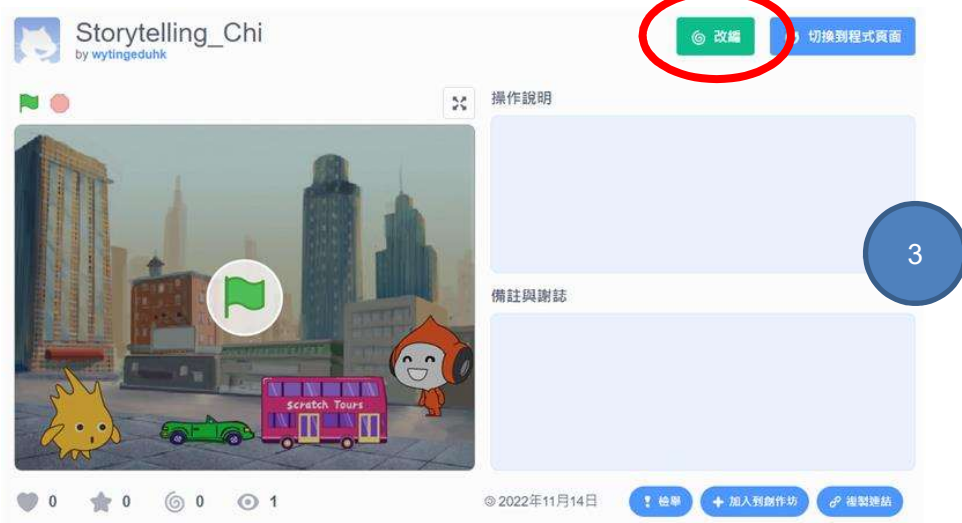 Storytelling_Chi
by wytingeduhk
改編
切換到程式頁面
操作說明
3
備註與謝誌
Scratch Tours
0
0
0
1
2022年11月14日
檢舉
加入到創作坊
複製連結